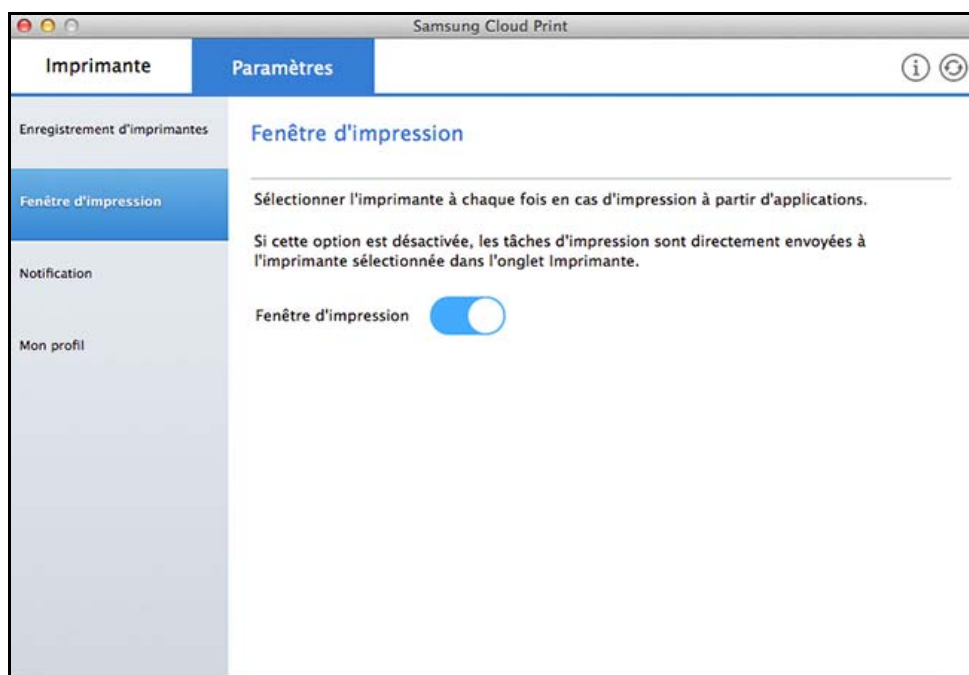 Samsung Cloud Print
Imprimante
Paramètres
Enregistrement d'imprimantes
Fenêtre d'impression
Notification
Mon profil
Fenêtre d'impression
Sélectionner l'imprimante à chaque fois en cas d'impression à partir d'applications.
Si cette option est désactivée, les tâches d'impression sont directement envoyées à
l'imprimante sélectionnée dans l'onglet Imprimante.
Fenêtre d'impression